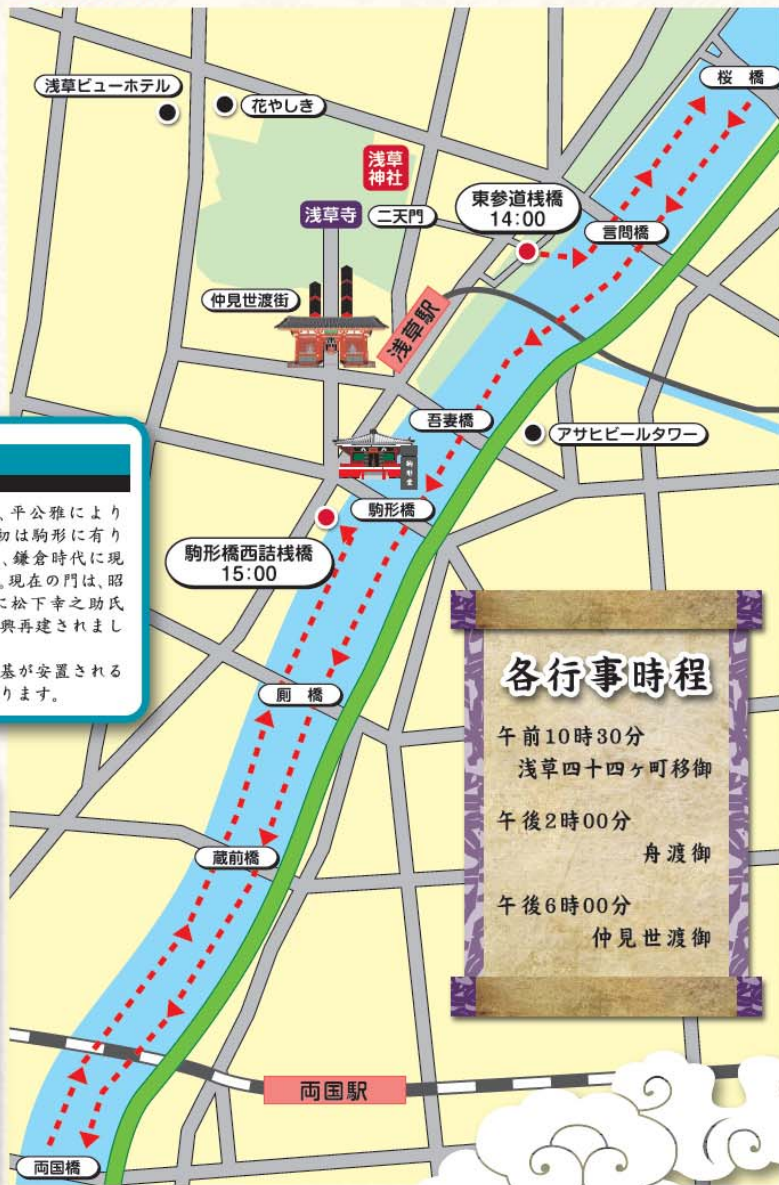 浅草ビューホテル
花やしき
桜橋
浅草
神社
東参道桟橋
14:00
浅草寺
二天門
言問橋
仲見世渡街
浅草駅
吾妻橋
アサヒビールタワー
駒形堂
駒形橋
駒形橋西詰桟橋
15:00
、平公雅により
初は駒形に有り
、鎌倉時代に現
。現在の門は、昭
に松下幸之助氏
興再建されまし
基が安置される
ります。
厠橋
蔵前橋
各行事時程
午前10時30分
浅草四十四ヶ町移御
午後2時00分
舟渡御
午後6時00分
仲見世渡御
両国駅
両国橋